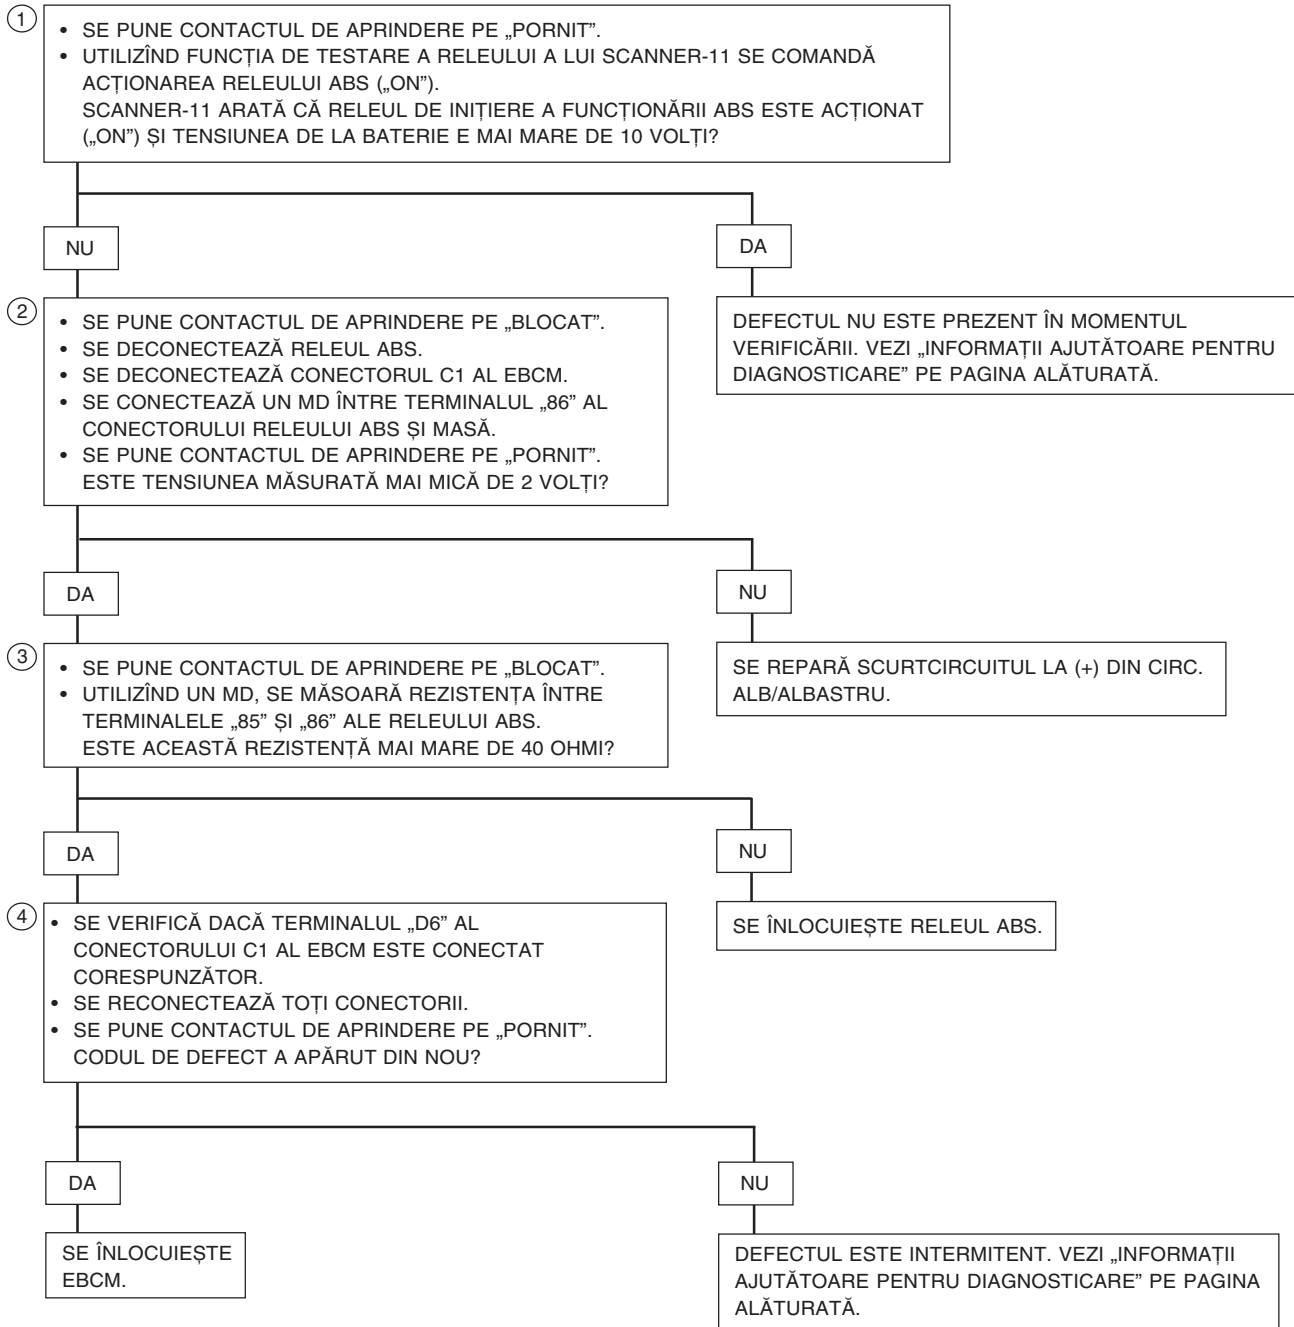 1
• SE PUNE CONTACTUL DE APRINDERE PE „PORNIT”.
• UTILIZÎND FUNCȚIA DE TESTARE A RELEULUI A LUI SCANNER-11 SE COMANDĂ
ACȚIONAREA RELEULUI ABS („ON”).
SCANNER-11 ARATĂ CĂ RELEUL DE INIȚIERE A FUNCȚIONĂRII ABS ESTE ACȚIONAT
(„ON”) ȘI TENSIUNEA DE LA BATERIE E MAI MARE DE 10 VOLȚI?
NU
DA
DEFECTUL NU ESTE PREZENT ÎN MOMENTUL
VERIFICĂRII. VEZI „INFORMAȚII AJUTĂTOARE PENTRU
DIAGNOSTICARE” PE PAGINA ALĂTURATĂ.
2
• SE PUNE CONTACTUL DE APRINDERE PE „BLOCAT”.
• SE DECONECTEAZĂ RELEUL ABS.
• SE DECONECTEAZĂ CONECTORUL C1 AL EBCM.
• SE CONECTEAZĂ UN MD ÎNTRE TERMINALUL „86” AL
CONECTORULUI RELEULUI ABS ȘI MASĂ.
• SE PUNE CONTACTUL DE APRINDERE PE „PORNIT”.
ESTE TENSIUNEA MĂSURATĂ MAI MICĂ DE 2 VOLȚI?
DA
NU
SE REPARĂ SCURTCIRCUITUL LA (+) DIN CIRC.
ALB/ALBASTRU.
3
• SE PUNE CONTACTUL DE APRINDERE PE „BLOCAT”.
• UTILIZÎND UN MD, SE MĂSOARĂ REZISTENȚA ÎNTRE
TERMINALELE „85” ȘI „86” ALE RELEULUI ABS.
ESTE ACEASTĂ REZISTENȚĂ MAI MARE DE 40 OHMI?
DA
NU
SE ÎNLOCUIEȘTE RELEUL ABS.
4
• SE VERIFICĂ DACĂ TERMINALUL „D6” AL
CONECTORULUI C1 AL EBCM ESTE CONECTAT
CORESPUNZĂTOR.
• SE RECONECTEAZĂ TOȚI CONECTORII.
• SE PUNE CONTACTUL DE APRINDERE PE „PORNIT”.
CODUL DE DEFECT A APĂRUT DIN NOU?
DA
NU
SE ÎNLOCUIEȘTE
EBCM.
DEFECTUL ESTE INTERMITENT. VEZI „INFORMAȚII
AJUTĂTOARE PENTRU DIAGNOSTICARE” PE PAGINA
ALĂTURATĂ.